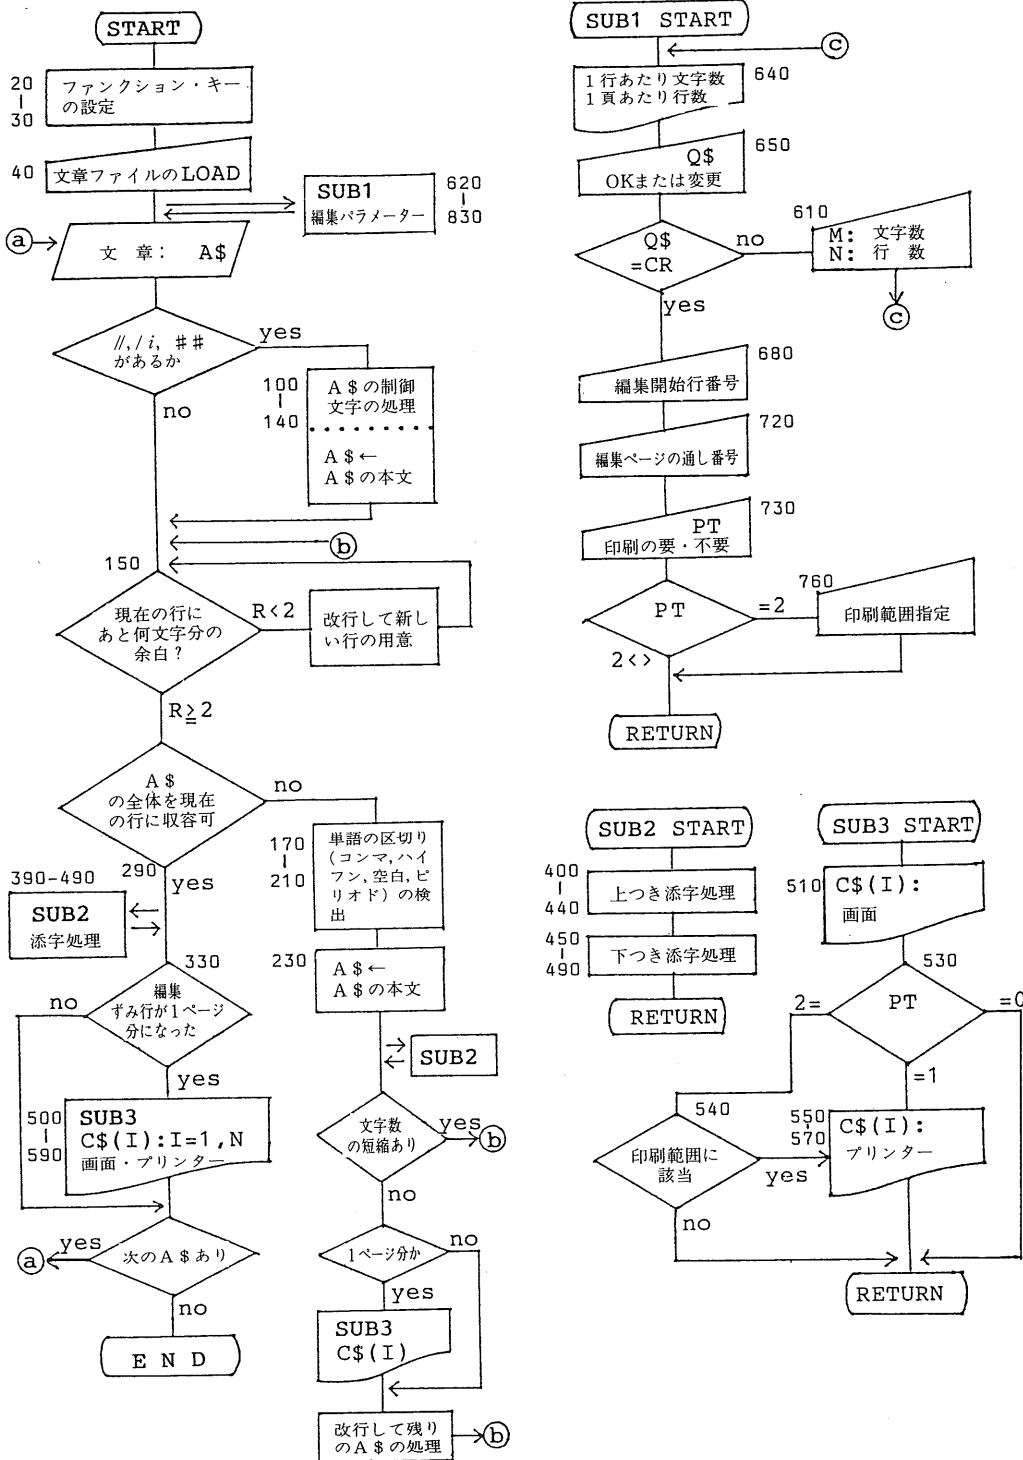 START
20
|
30
ファンクション・キー
の設定
40
文章ファイルのLOAD
SUB1
編集パラメーター
620
|
830
ⓐ
文 章: A$
//, / i, ##
があるか
yes
no
100
|
140
A $ の制御
文字の処理
A $ ←
A $ の本文
ⓑ
150
現在の行に
あと何文字分の
余白?
R<2
改行して新し
い行の用意
R≧2
A $
の全体を現在
の行に収容可
no
290
yes
390-490
SUB2
添字処理
170
|
210
単語の区切り
(コンマ, ハイ
フン, 空白, ピ
リオド) の検
出
230
A $ ←
A $ の本文
330
編集
ずみ行が1ページ
分になった
no
yes
SUB2
文字数
の短縮あり
yes
ⓑ
no
500
|
590
SUB3
C$(I):I=1,N
画面・プリンター
次のA $ あり
yes
ⓐ
no
E N D
1ページ分か
no
yes
SUB3
C$(I)
改行して残り
のA $ の処理
ⓑ
SUB1 START
ⓒ
1行あたり文字数
1頁あたり行数
640
650
Q$
OKまたは変更
Q$
=CR
no
yes
610
M: 文字数
N: 行 数
ⓒ
680
編集開始行番号
720
編集ページの通し番号
730
PT
印刷の要・不要
PT
=2
2<>
760
印刷範囲指定
RETURN
SUB2 START
400
|
440
上つき添字処理
450
|
490
下つき添字処理
RETURN
SUB3 START
510
C$(I):
画面
530
PT
2=
=0
=1
540
印刷範囲に
該当
yes
no
550
|
570
C$(I):
プリンター
RETURN